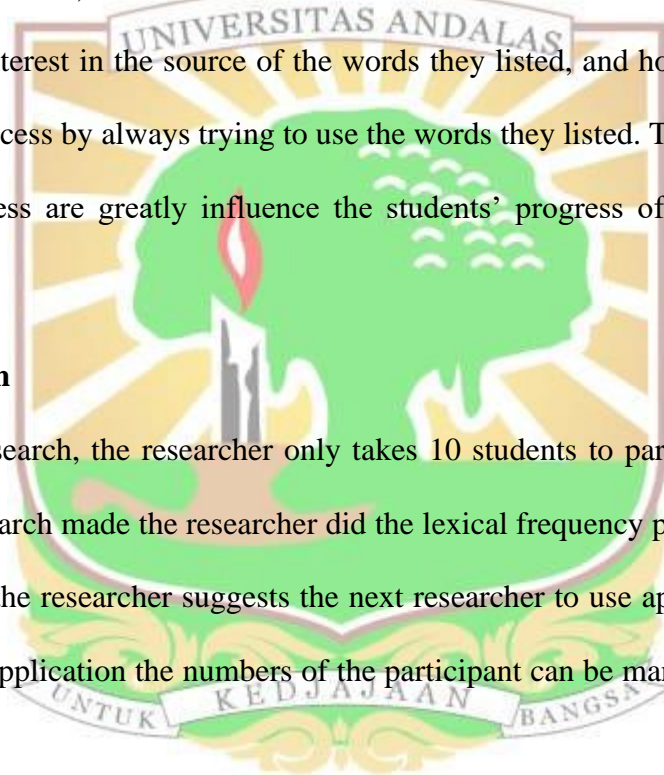 UNIVERSITAS ANDALAS
terest in the source of the words they listed, and ho
cess by always trying to use the words they listed. T
ess are greatly influence the students’ progress of
n
search, the researcher only takes 10 students to par
arch made the researcher did the lexical frequency p
the researcher suggests the next researcher to use ap
pplication the numbers of the participant can be mar
UNTUK KEDJAJAAN BANGSA